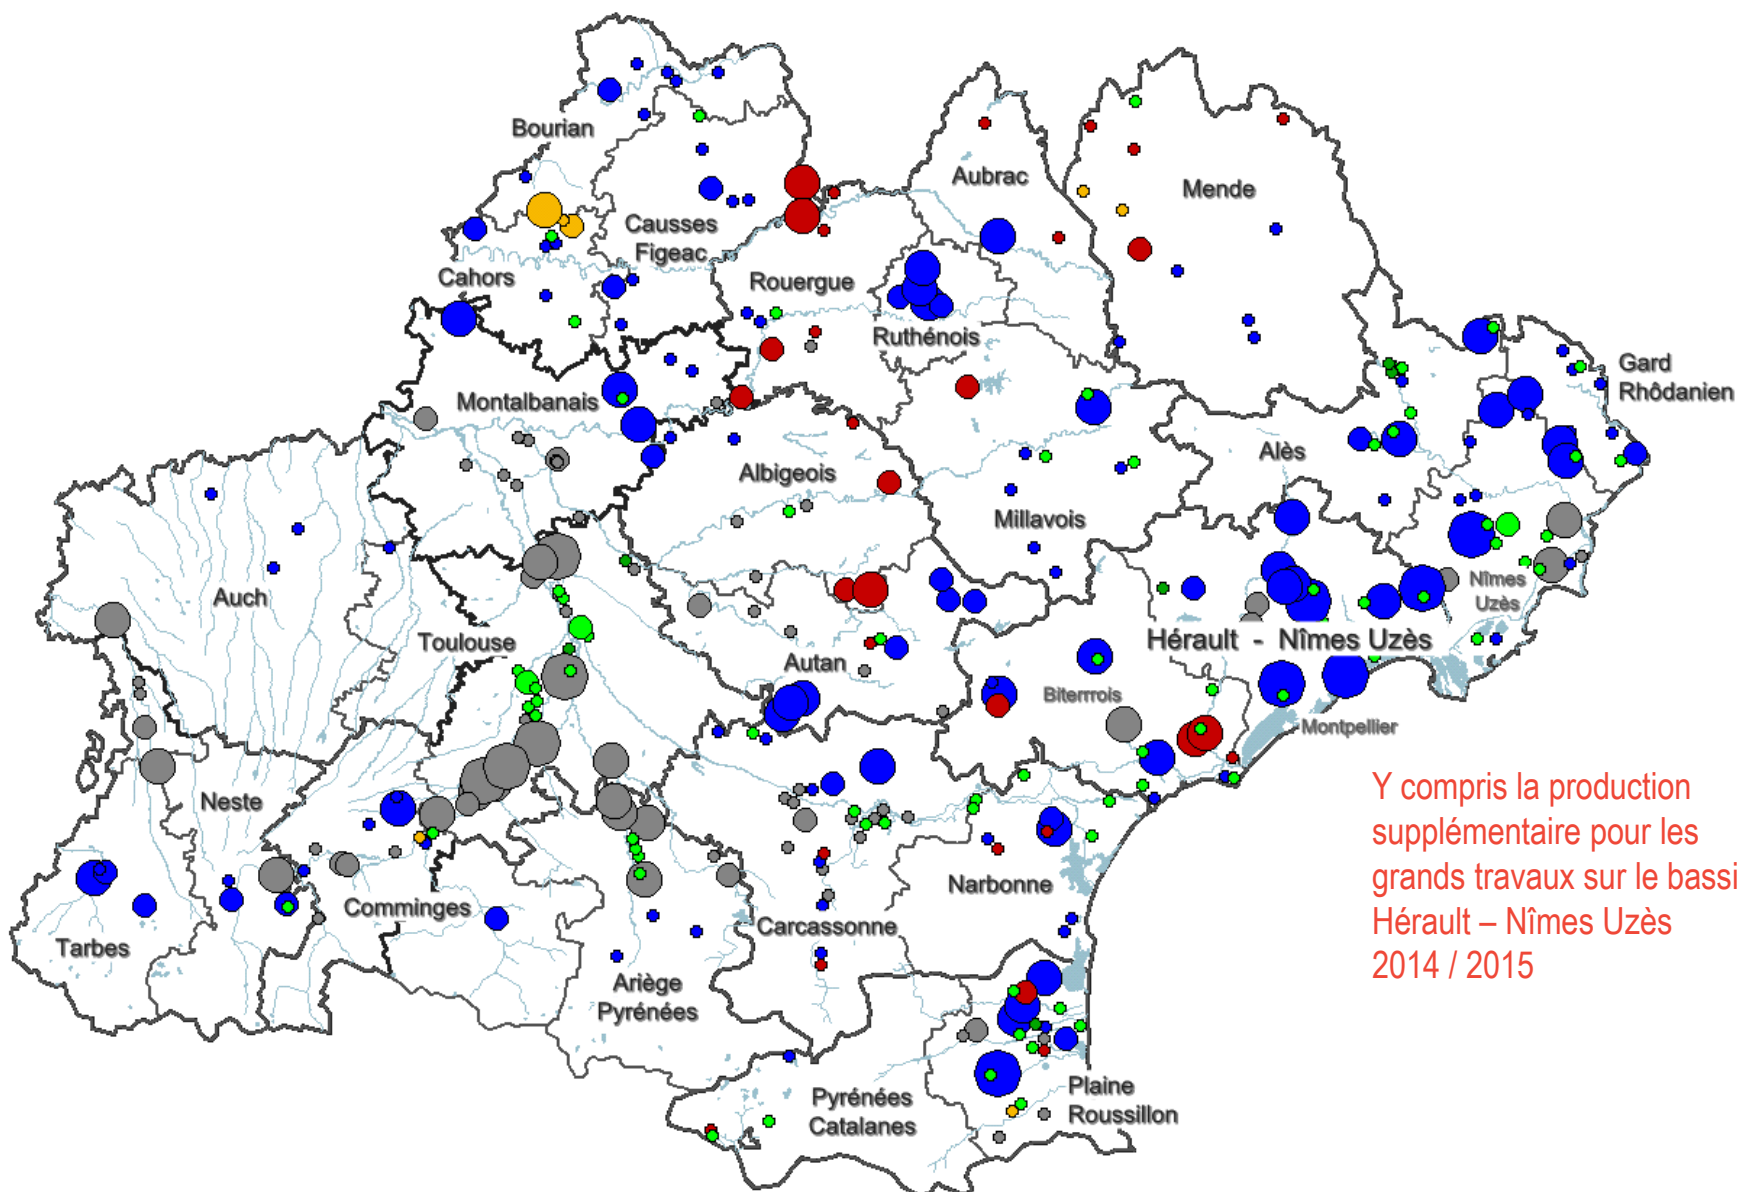 Bourian
Aubrac
Mende
Causses
Figeac
Cahors
Rouergue
Ruthénois
Gard
Rhôdanien
Montalbanais
Albigeois
Alès
Millavois
Auch
Nîmes
Uzès
Toulouse
Hérault - Nîmes Uzès
Autan
Biterrrois
Montpellier
Neste
Y compris la production
supplémentaire pour les
grands travaux sur le bassi
Hérault – Nîmes Uzès
2014 / 2015
Narbonne
Comminges
Carcassonne
Tarbes
Ariège
Pyrénées
Plaine
Roussillon
Pyrénées
Catalanes